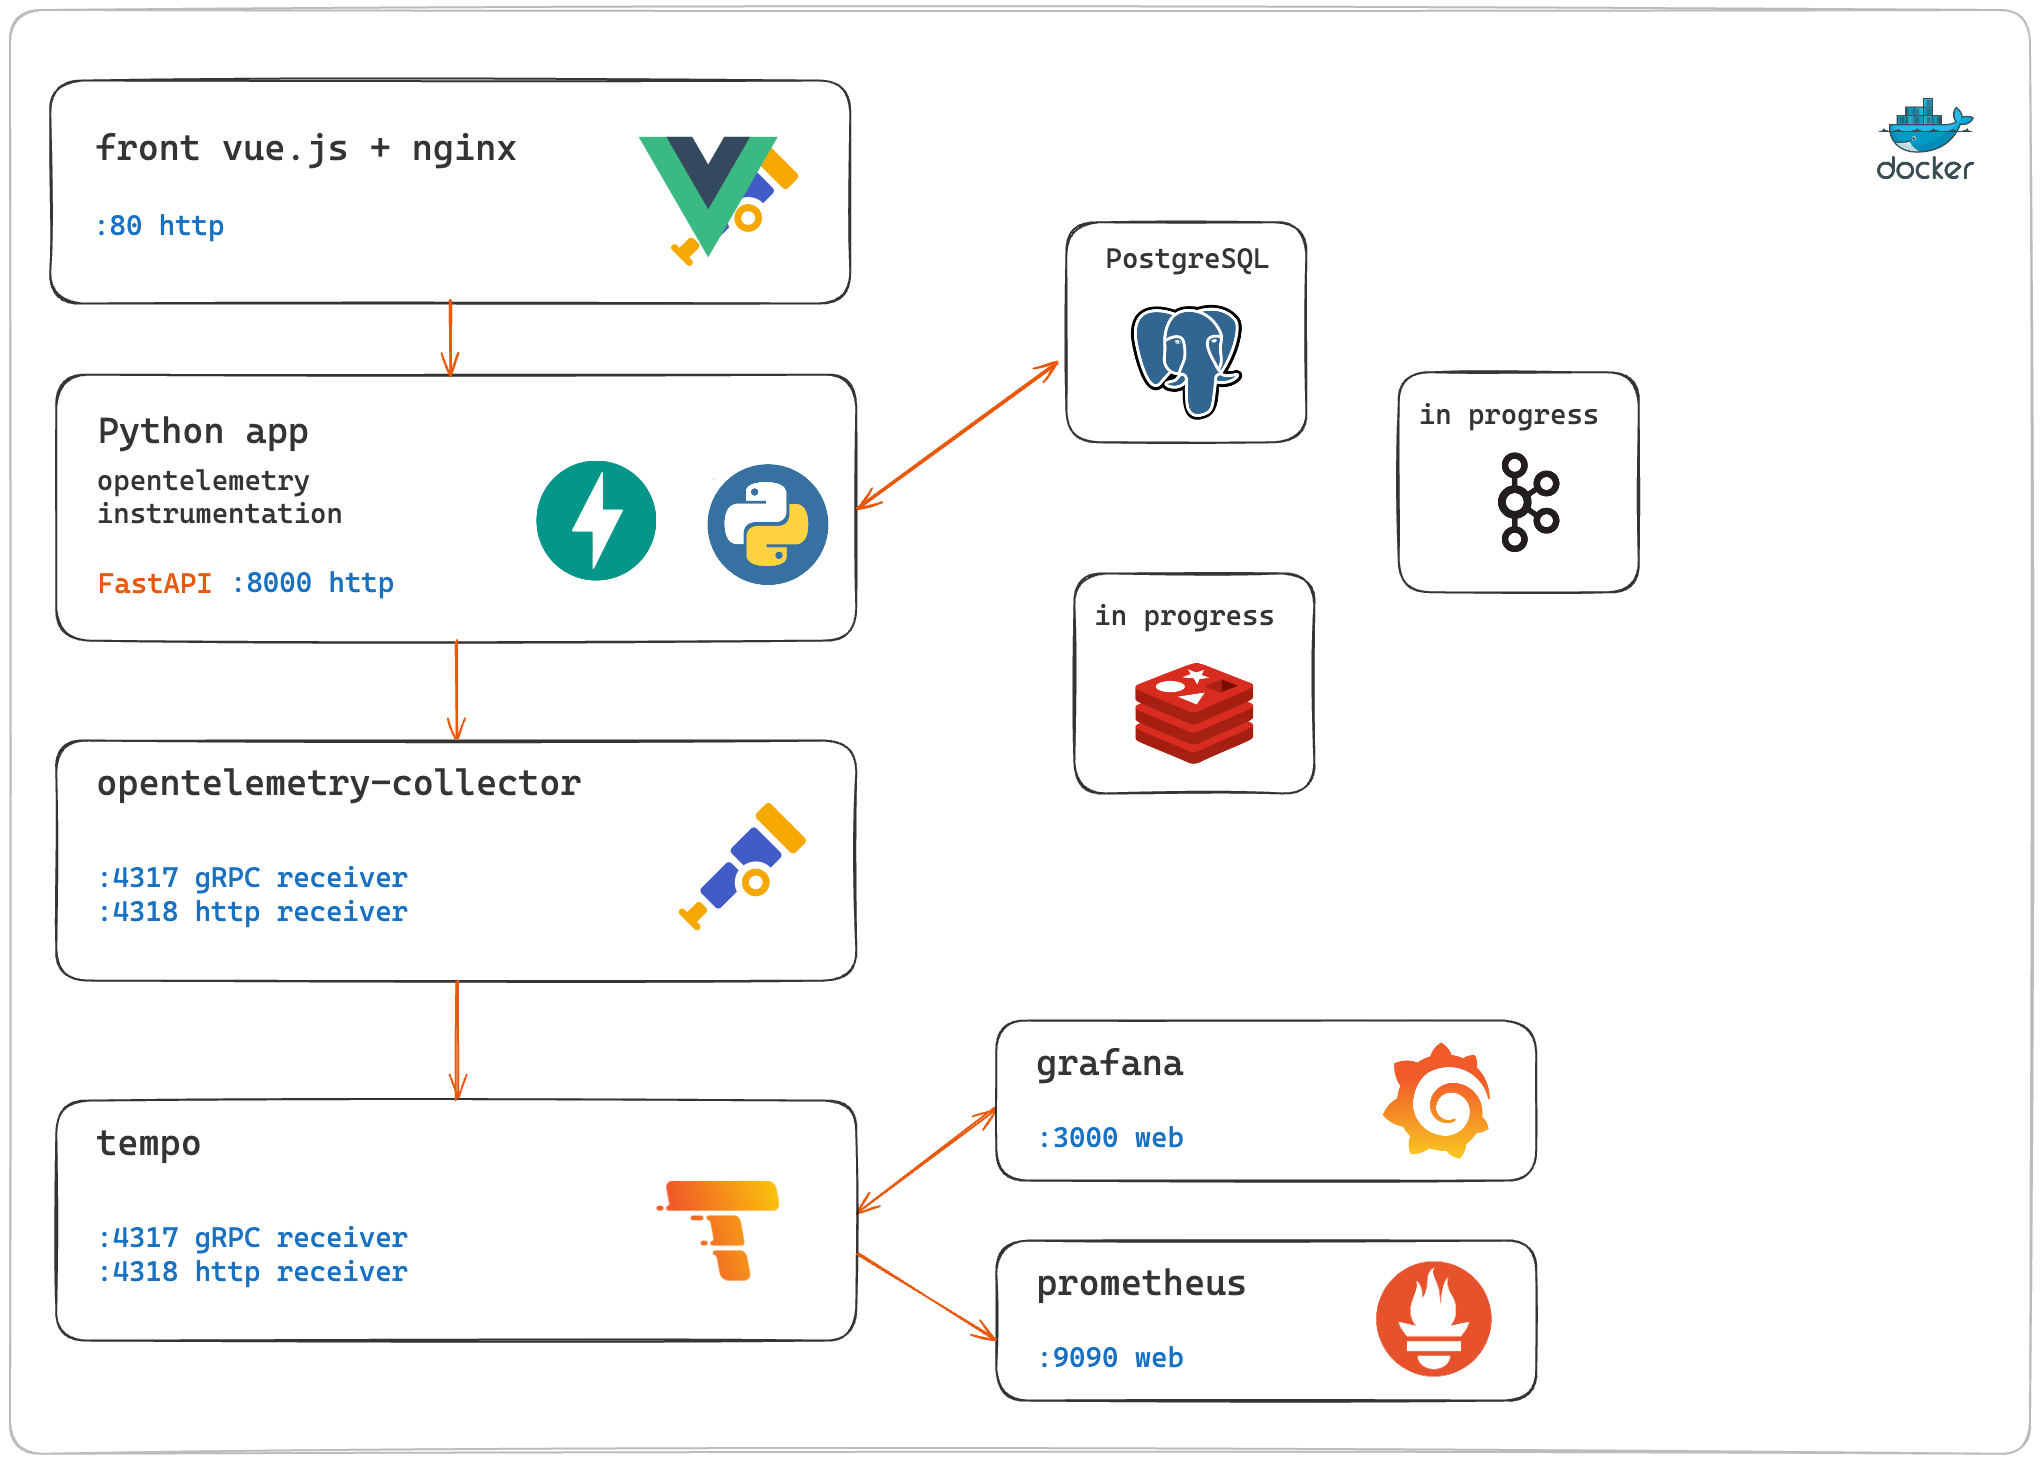 front vue.js + nginx
:80 http
docker
PostgreSQL
in progress
Python app
opentelemetry
instrumentation
FastAPI :8000 http
in progress
opentelemetry-collector
:4317 gRPC receiver
:4318 http receiver
grafana
:3000 web
tempo
:4317 gRPC receiver
:4318 http receiver
prometheus
:9090 web